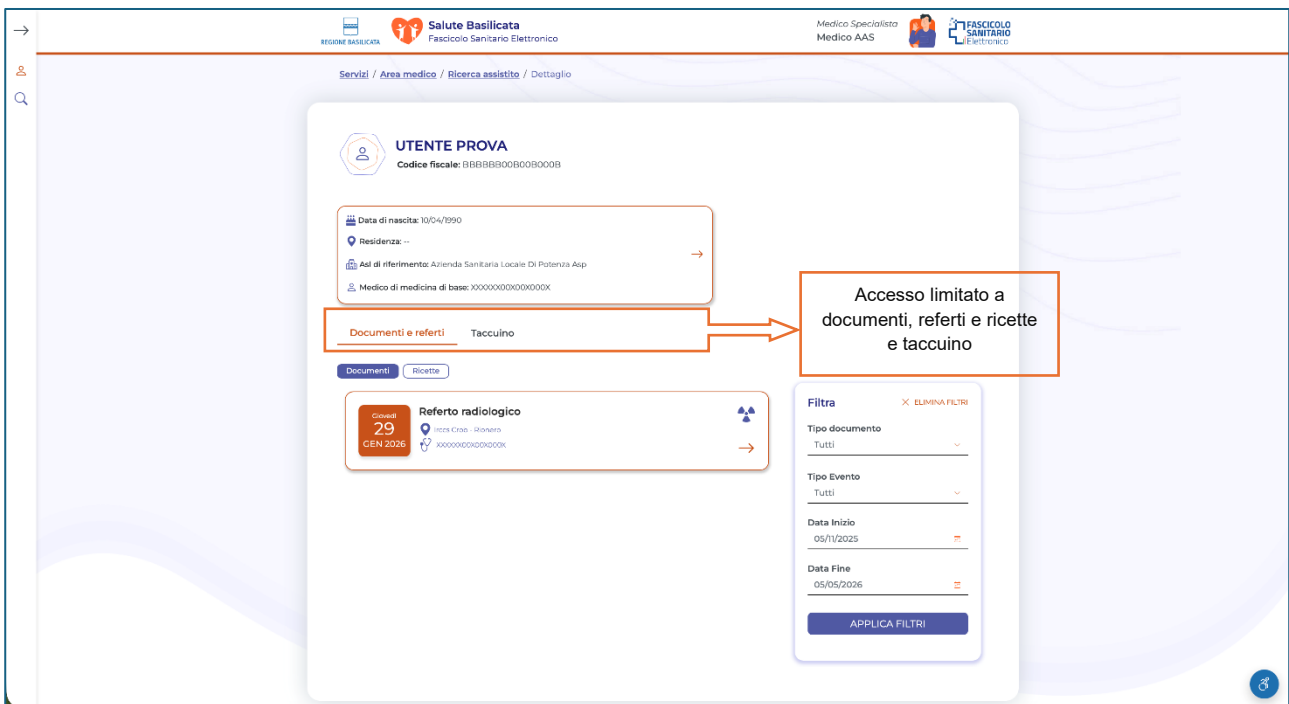 REGIONE BASILICATA
Salute Basilicata
Fascicolo Sanitario Elettronico
Medico Specialista
Medico AAS
FASCICOLO
SANITARIO
Elettronico
Servizi / Area medico / Ricerca assistito / Dettaglio
UTENTE PROVA
Codice fiscale: BBBBBB00B00B000B
Data di nascita: 10/04/1990
Residenza: --
Asl di riferimento: Azienda Sanitaria Locale Di Potenza Asp
Medico di medicina di base: XXXXXX00X00X000X
Accesso limitato a
documenti, referti e ricette
e taccuino
Documenti e referti
Taccuino
Documenti
Ricette
Giovedì
29
GEN 2026
Referto radiologico
Irccs Crob - Rionero
XXXXXX00X00X000X
Filtra
ELIMINA FILTRI
Tipo documento
Tutti
Tipo Evento
Tutti
Data Inizio
05/11/2025
Data Fine
05/05/2026
APPLICA FILTRI